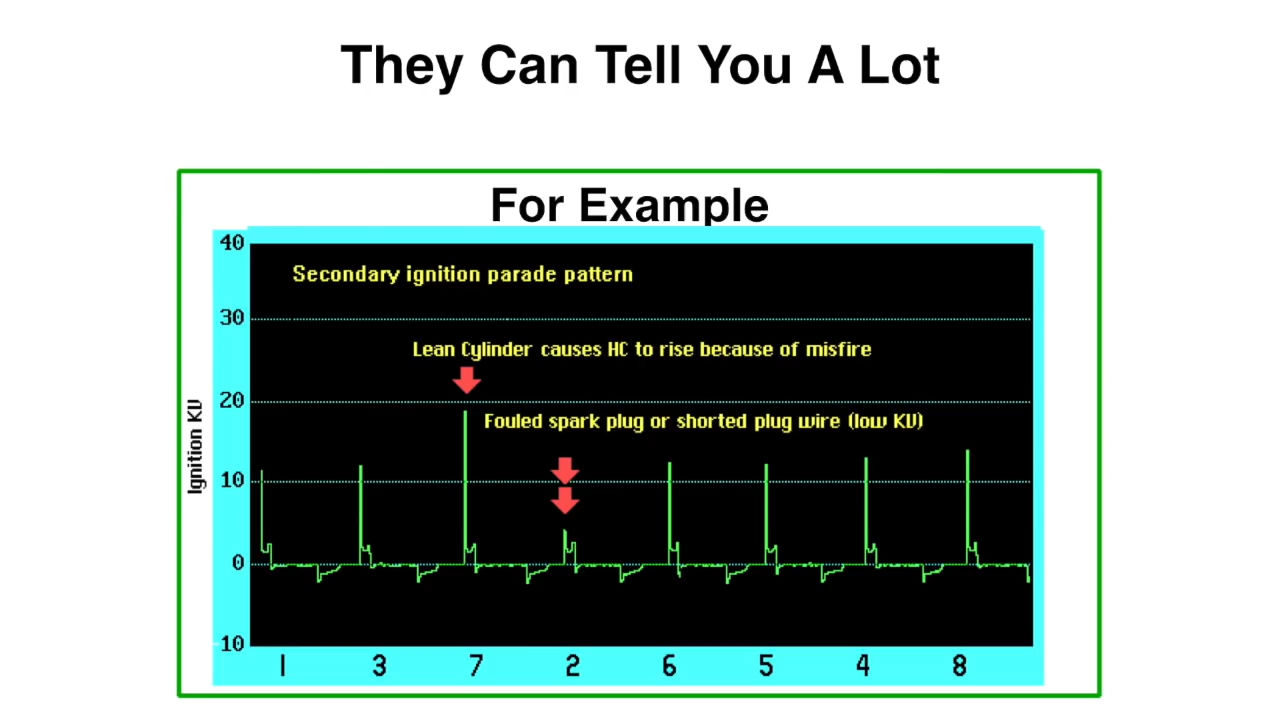 They Can Tell You A Lot
For Example
40
Secondary ignition parade pattern
30
Lean Cylinder causes HC to rise because of misfire
20
Fouled spark plug or shorted plug wire (low KV)
Ignition KV
10
0
-10
1 3 7 2 6 5 4 8